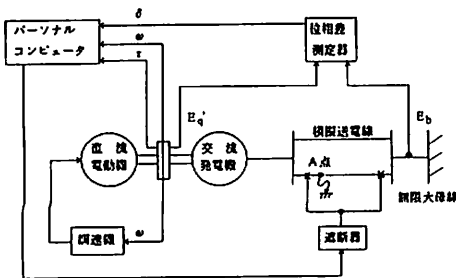 パーソナル
コンピュータ
δ
ω
τ
位相差
測定器
Eq'
Eb
模擬送電線
直流
電動機
交流
発電機
A点
無限大母線
調速機
ω
遮断器